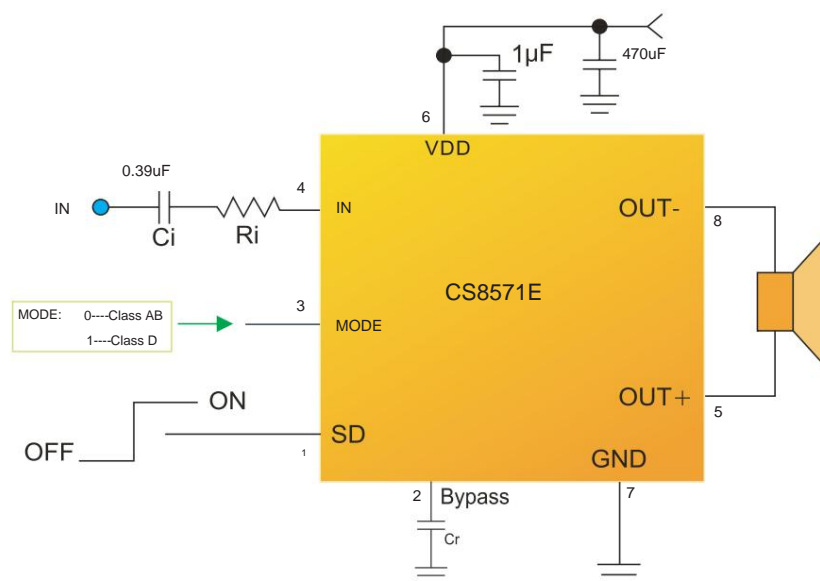 1µF
470uF
6
VDD
0.39uF
IN
Ci
Ri
4
IN
OUT-
8
CS8571E
MODE: 0----Class AB
1----Class D
3
MODE
ON
OFF
1
SD
OUT+
5
GND
7
2
Bypass
Cr